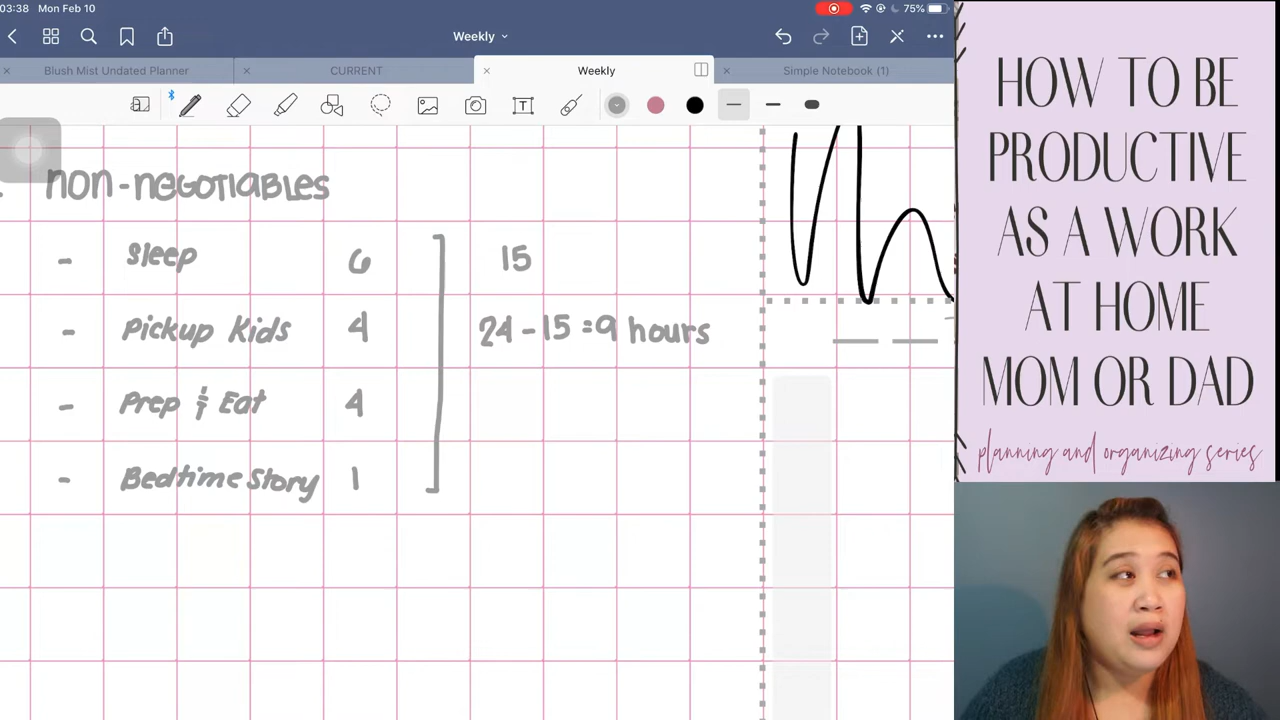 03:38 Mon Feb 10
75%
Weekly
Blush Mist Undated Planner
CURRENT
Weekly
Simple Notebook (1)
T
non-negotiables
- Sleep 6
15
- Pickup Kids 4
24 - 15 = 9 hours
- Prep & Eat 4
- Bedtime Story 1
HOW TO BE
PRODUCTIVE
AS A WORK
AT HOME
MOM OR DAD
planning and organizing series